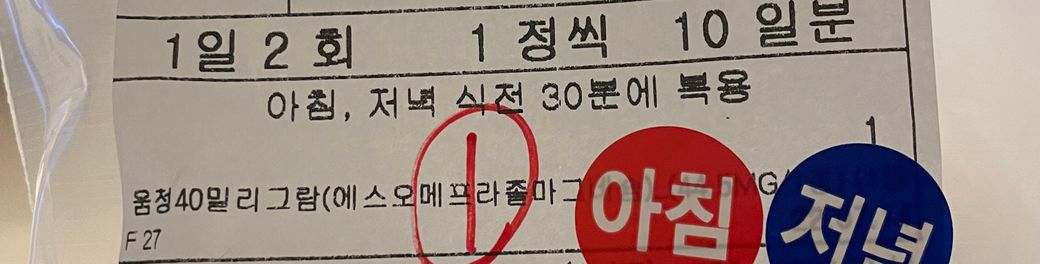 1일 2 회 1 정씩 10 일분
아침, 저녁 식전 30분에 복용
1
움정40밀리그람(에스오메프라졸마그
1
아침
저녁
F 27